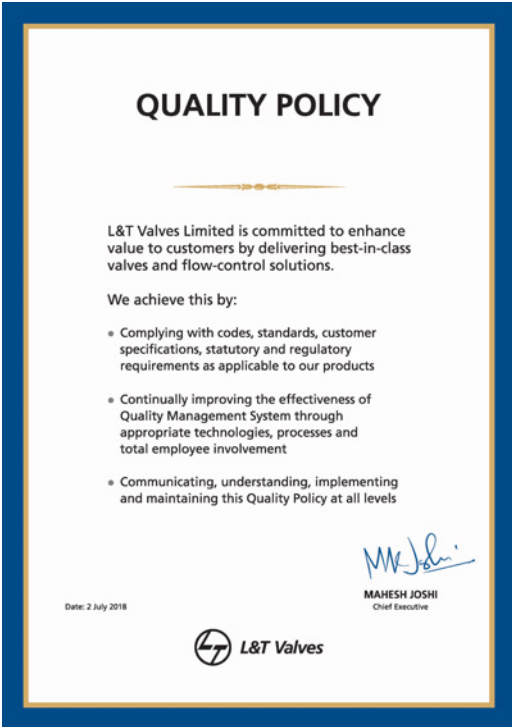 QUALITY POLICY
L&T Valves Limited is committed to enhance
value to customers by delivering best-in-class
valves and flow-control solutions.
We achieve this by:
Complying with codes, standards, customer
specifications, statutory and regulatory
requirements as applicable to our products
Continually improving the effectiveness of
Quality Management System through
appropriate technologies, processes and
total employee involvement
Communicating, understanding, implementing
and maintaining this Quality Policy at all levels
MK Joshi
MAHESH JOSHI
Chief Executive
Date: 2 July 2018
L&T Valves